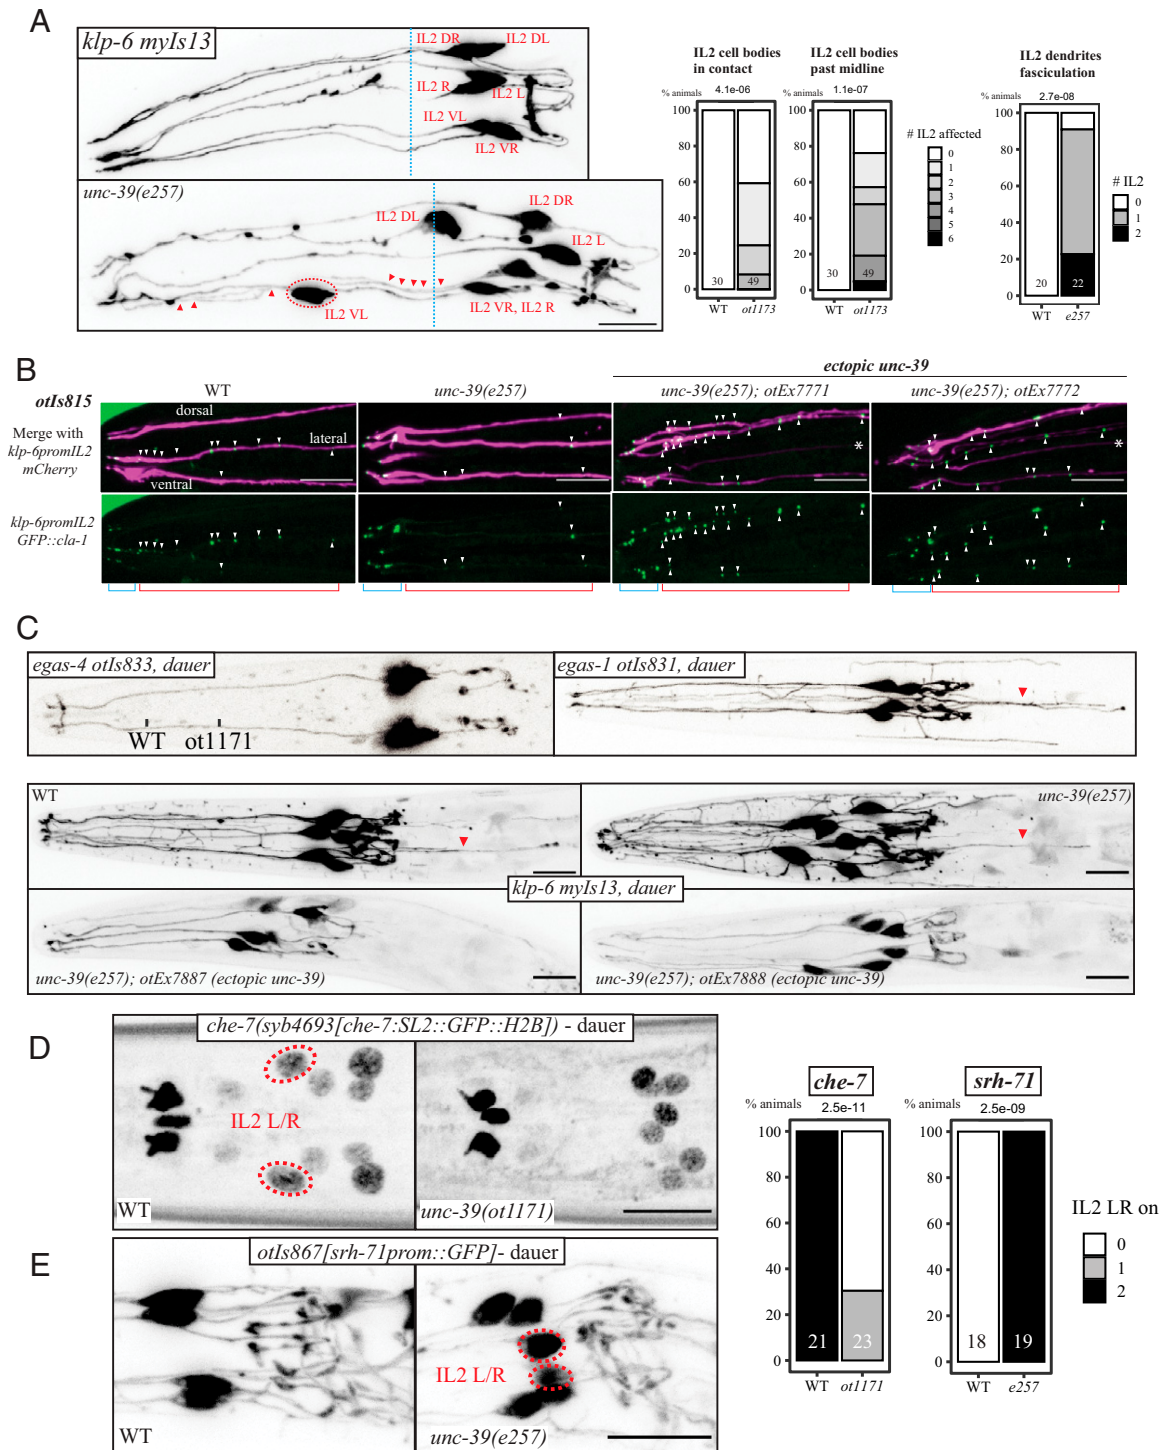 A
klp-6 myIs13
IL2 DR
IL2 DL
IL2 R
IL2 L
IL2 VL
IL2 VR
unc-39(e257)
IL2 DL
IL2 DR
IL2 L
IL2 VL
IL2 VR, IL2 R
IL2 cell bodies
in contact
4.1e-06
% animals
100
80
60
40
20
0
30
49
WT
ot1173
IL2 cell bodies
past midline
1.1e-07
% animals
100
80
60
40
20
0
30
49
WT
ot1173
# IL2 affected
0
1
2
3
4
5
6
IL2 dendrites
fasciculation
% animals
2.7e-08
100
80
60
40
20
0
20
22
WT
e257
# IL2
0
1
2
B
ectopic unc-39
otIs815
WT
unc-39(e257)
unc-39(e257); otEx7771
unc-39(e257); otEx7772
Merge with
klp-6promIL2
mCherry
dorsal
lateral
ventral
*
*
klp-6promIL2
GFP::cla-1
C
egas-4 otIs833, dauer
WT
ot1171
egas-1 otIs831, dauer
WT
unc-39(e257)
klp-6 myIs13, dauer
unc-39(e257); otEx7887 (ectopic unc-39)
unc-39(e257); otEx7888 (ectopic unc-39)
D
che-7(syb4693[che-7:SL2::GFP::H2B]) - dauer
IL2 L/R
WT
unc-39(ot1171)
E
otIs867[srh-71prom::GFP]- dauer
WT
IL2 L/R
unc-39(e257)
che-7
% animals
2.5e-11
100
80
60
40
20
0
21
23
WT
ot1171
srh-71
% animals
2.5e-09
100
80
60
40
20
0
18
19
WT
e257
IL2 LR on
0
1
2